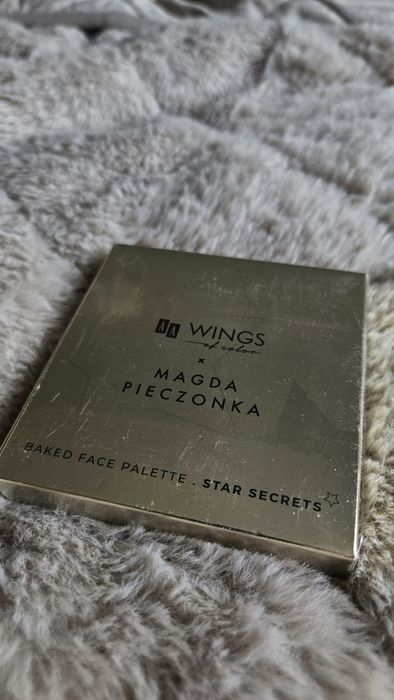 AA WINGS
of color
x
MAGDA
PIECZONKA
BAKED FACE PALETTE . STAR SECRETS